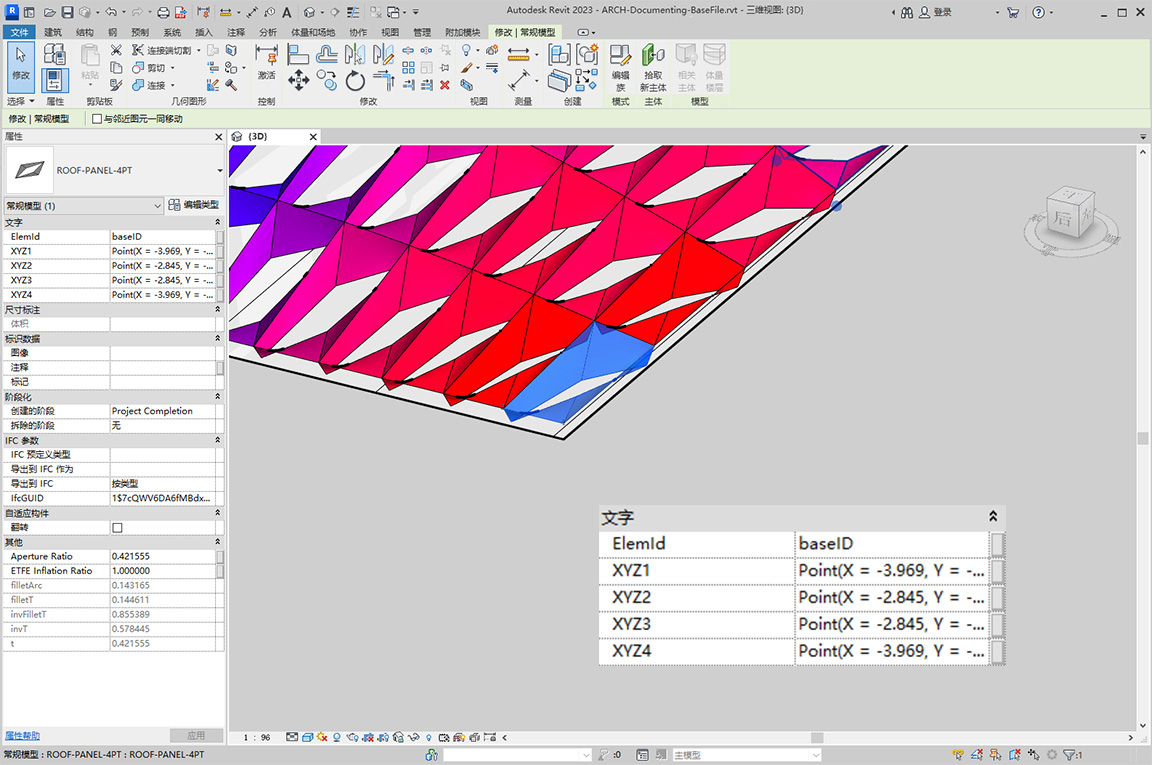 Autodesk Revit 2023 - ARCH-Documenting-BaseFile.rvt - 三维视图: {3D}
登录
文件 建筑 结构 钢 预制 系统 插入 注释 分析 体量和场地 协作 视图 管理 附加模块 修改 | 常规模型
修改 粘贴 连接端切割 剪切 连接 激活 编辑族 拾取新主体 相关主体 体量楼层
选择 属性 剪贴板 几何图形 控制 修改 视图 测量 创建 模式 主体 模型
修改 | 常规模型 与邻近图元一同移动
属性
{3D}
ROOF-PANEL-4PT
常规模型 (1) 编辑类型
文字
ElemId baseID
XYZ1 Point(X = -3.969, Y = -...
XYZ2 Point(X = -2.845, Y = -...
XYZ3 Point(X = -2.845, Y = -...
XYZ4 Point(X = -3.969, Y = -...
尺寸标注
体积
标识数据
图像
注释
标记
阶段化
创建的阶段 Project Completion
拆除的阶段 无
IFC 参数
IFC 预定义类型
导出到 IFC 作为
导出到 IFC 按类型
IfcGUID 1$7cQWV6DA6fMBdx...
自适应构件
翻转
其他
Aperture Ratio 0.421555
ETFE Inflation Ratio 1.000000
filletArc 0.143165
filletT 0.144611
invFilletT 0.855389
invT 0.578445
t 0.421555
属性帮助 应用
后
文字
ElemId baseID
XYZ1 Point(X = -3.969, Y = -...
XYZ2 Point(X = -2.845, Y = -...
XYZ3 Point(X = -2.845, Y = -...
XYZ4 Point(X = -3.969, Y = -...
1 : 96
常规模型 : ROOF-PANEL-4PT : ROOF-PANEL-4PT
:0
主模型
:1